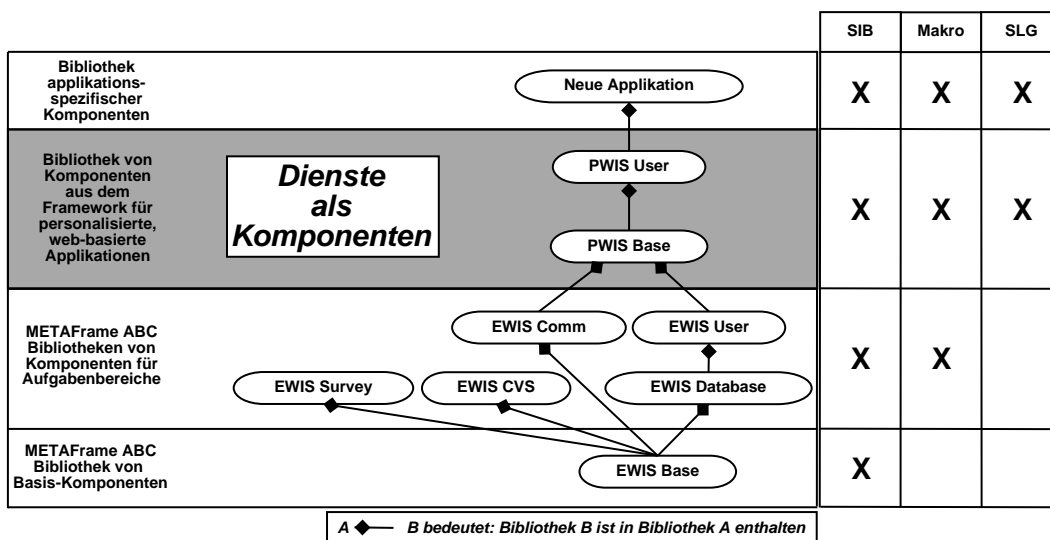 SIB Makro SLG
Bibliothek
applikations-
spezifischer
Komponenten
Neue Applikation
X X X
Bibliothek von
Komponenten
aus dem
Framework für
personalisierte,
web-basierte
Applikationen
Dienste
als
Komponenten
PWIS User
PWIS Base
X X X
METAFrame ABC
Bibliotheken von
Komponenten für
Aufgabenbereiche
EWIS Comm EWIS User
EWIS Survey EWIS CVS EWIS Database
X X
METAFrame ABC
Bibliothek von
Basis-Komponenten
EWIS Base
X
A B bedeutet: Bibliothek B ist in Bibliothek A enthalten